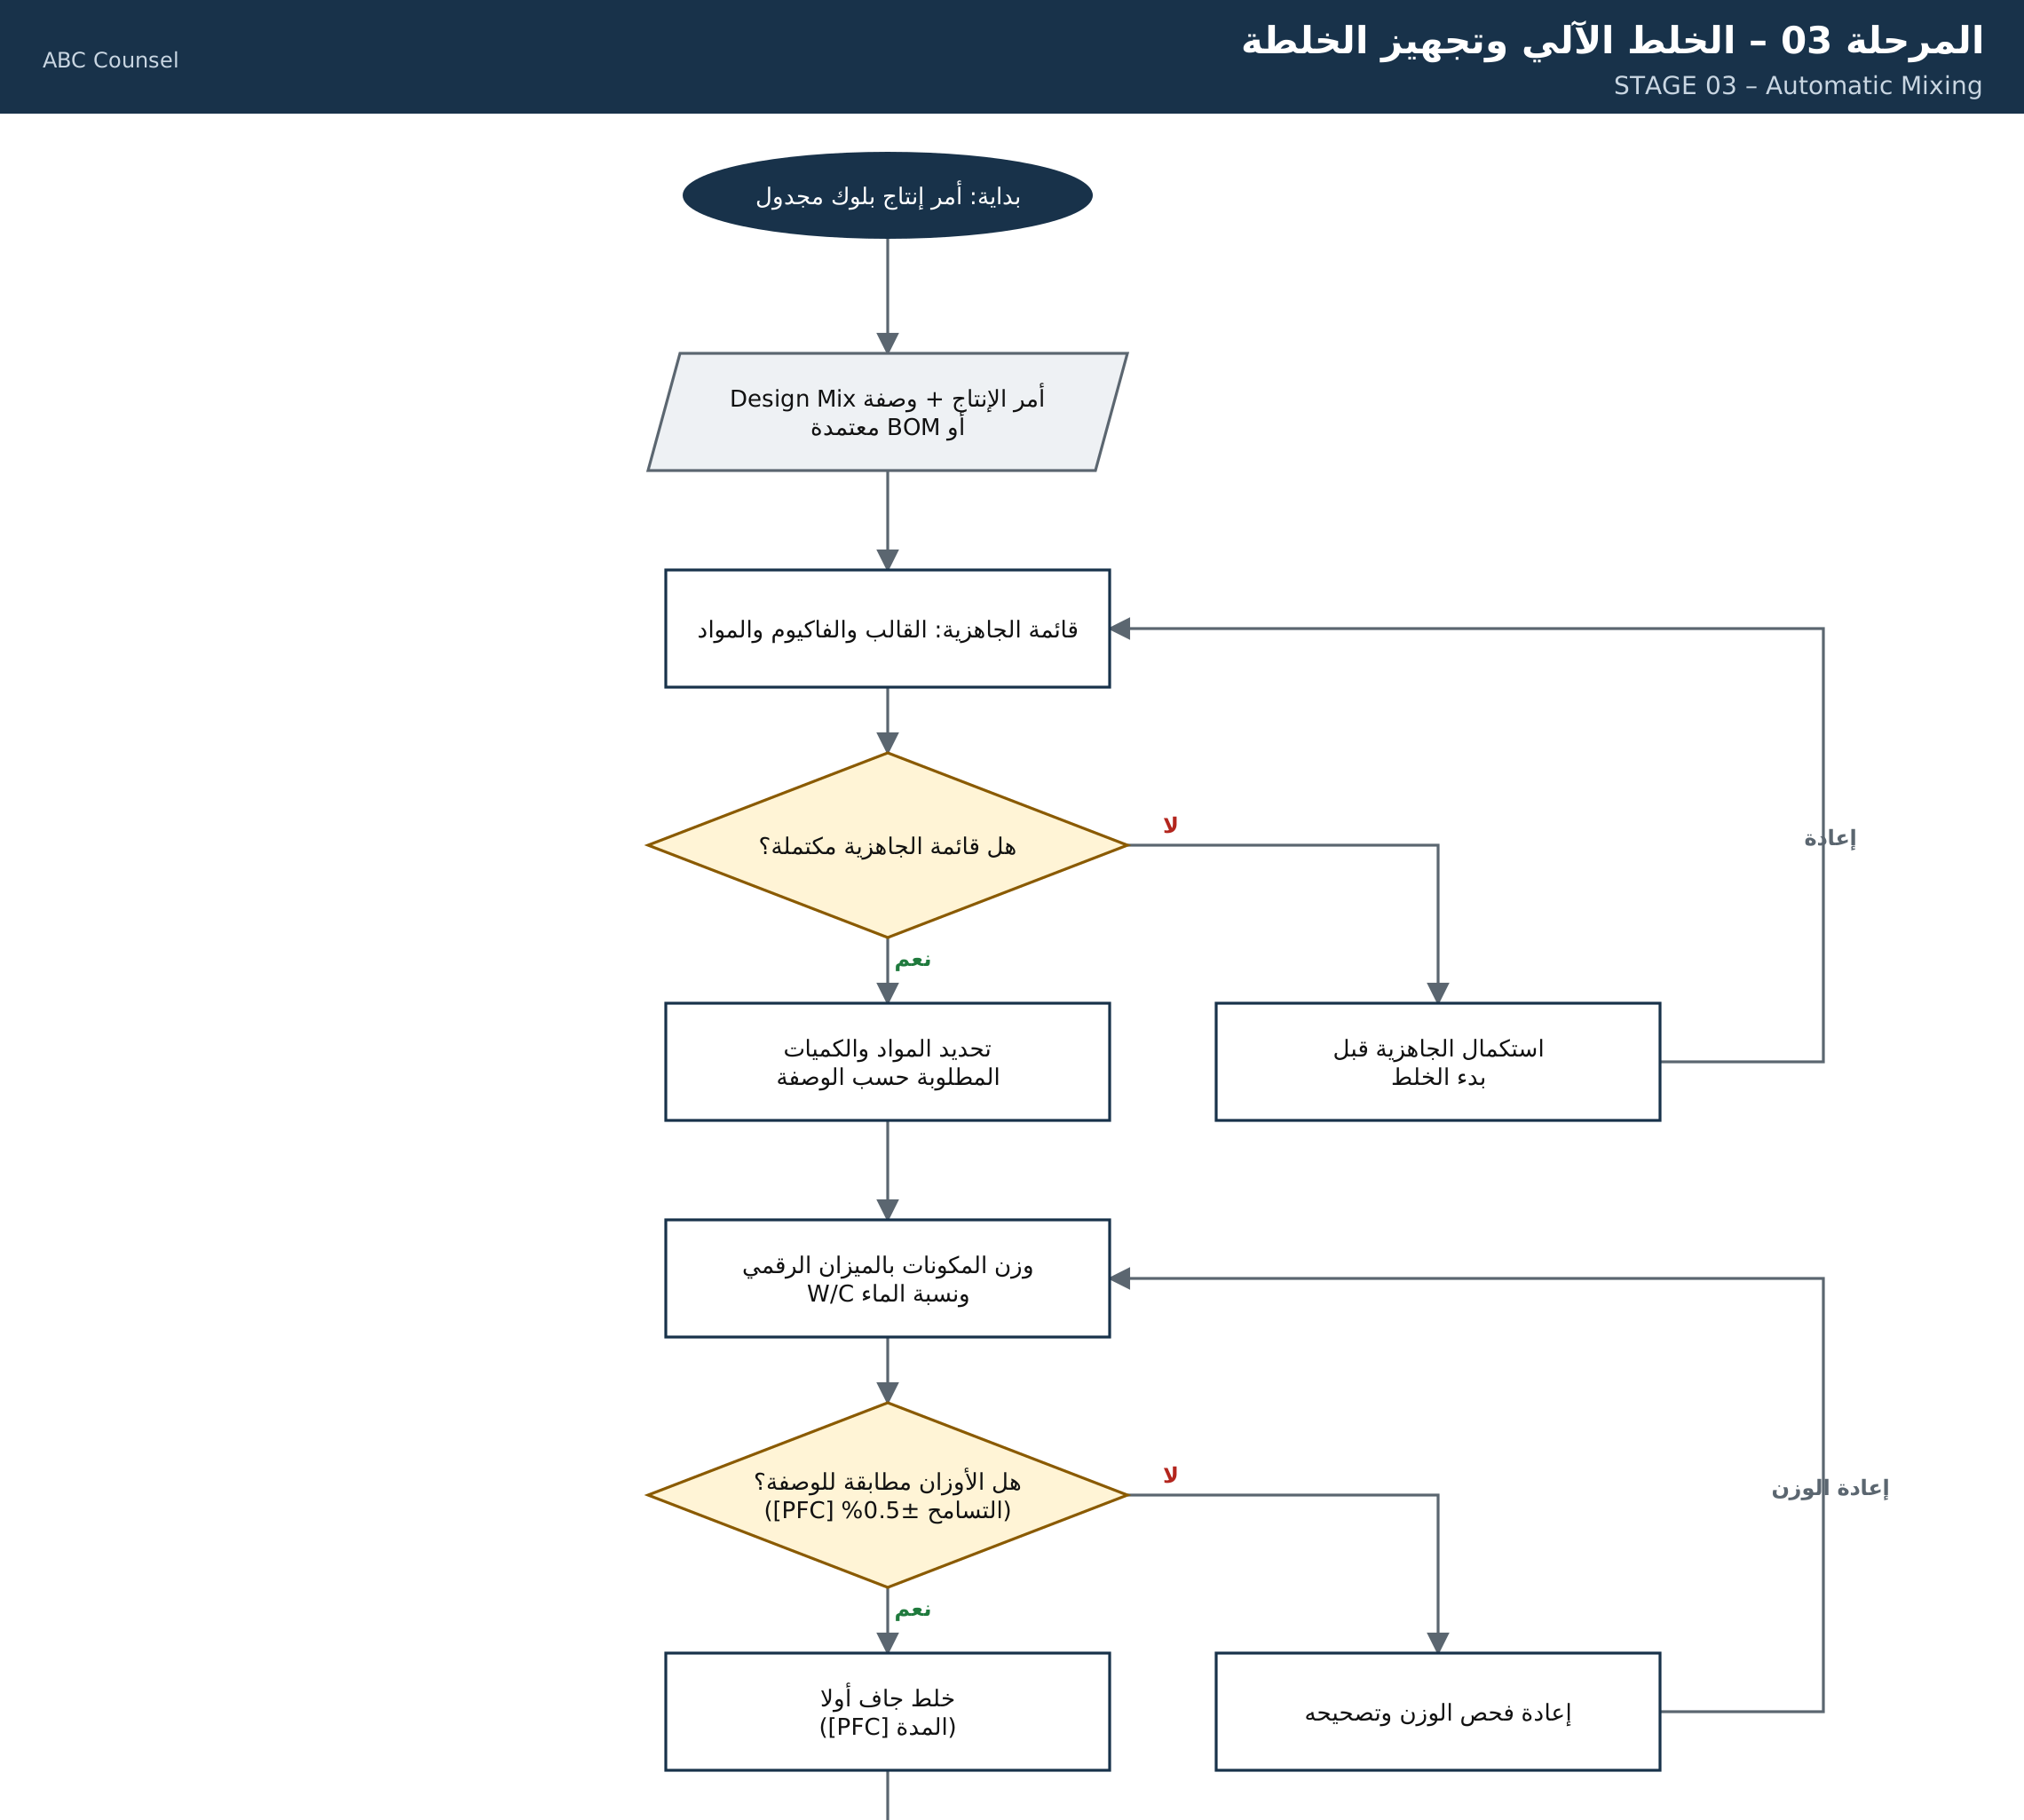 المرحلة 03 – الخلط الآلي وتجهيز الخلطة
STAGE 03 – Automatic Mixing
ABC Counsel
بداية: أمر إنتاج بلوك مجدول
أمر الإنتاج + وصفة Design Mix
أو BOM معتمدة
قائمة الجاهزية: القالب والفاكيوم والمواد
هل قائمة الجاهزية مكتملة؟
لا
إعادة
نعم
استكمال الجاهزية قبل
بدء الخلط
تحديد المواد والكميات
المطلوبة حسب الوصفة
وزن المكونات بالميزان الرقمي
ونسبة الماء W/C
هل الأوزان مطابقة للوصفة؟
(التسامح ±0.5% [PFC])
لا
إعادة الوزن
نعم
إعادة فحص الوزن وتصحيحه
خلط جاف أولا
(المدة [PFC])